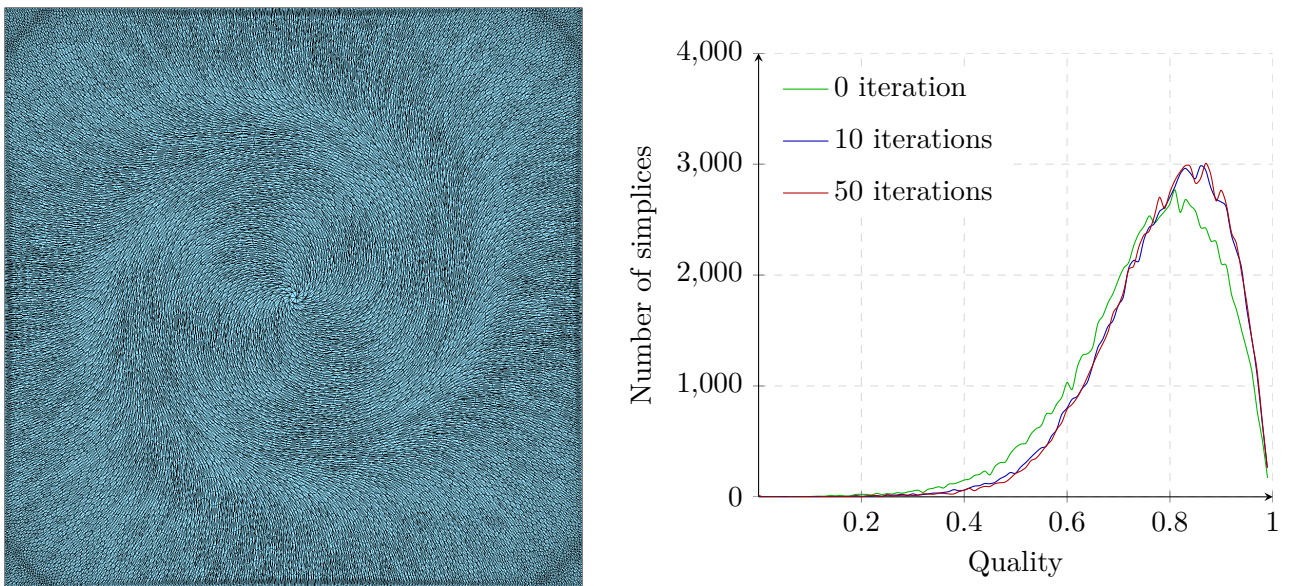 4,000
3,000
2,000
1,000
0
Number of simplices
0 iteration
10 iterations
50 iterations
0.2 0.4 0.6 0.8 1
Quality